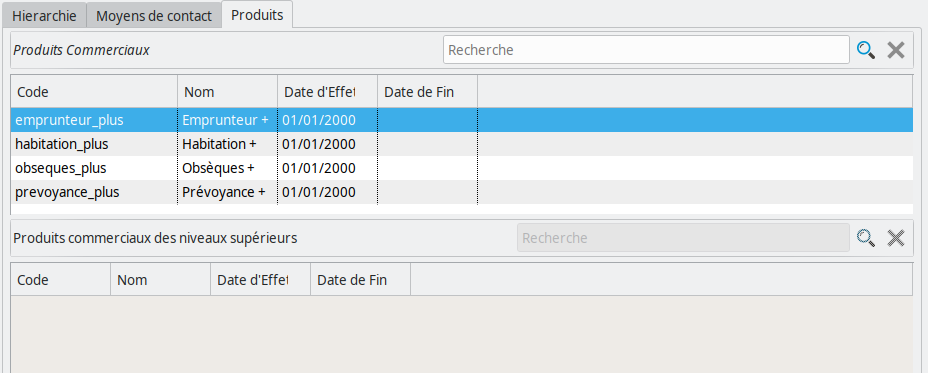 Hierarchie Moyens de contact Produits
Produits Commerciaux Recherche
Code Nom Date d'Effet Date de Fin
emprunteur_plus Emprunteur + 01/01/2000
habitation_plus Habitation + 01/01/2000
obseques_plus Obsèques + 01/01/2000
prevoyance_plus Prévoyance + 01/01/2000
Produits commerciaux des niveaux supérieurs Recherche
Code Nom Date d'Effet Date de Fin